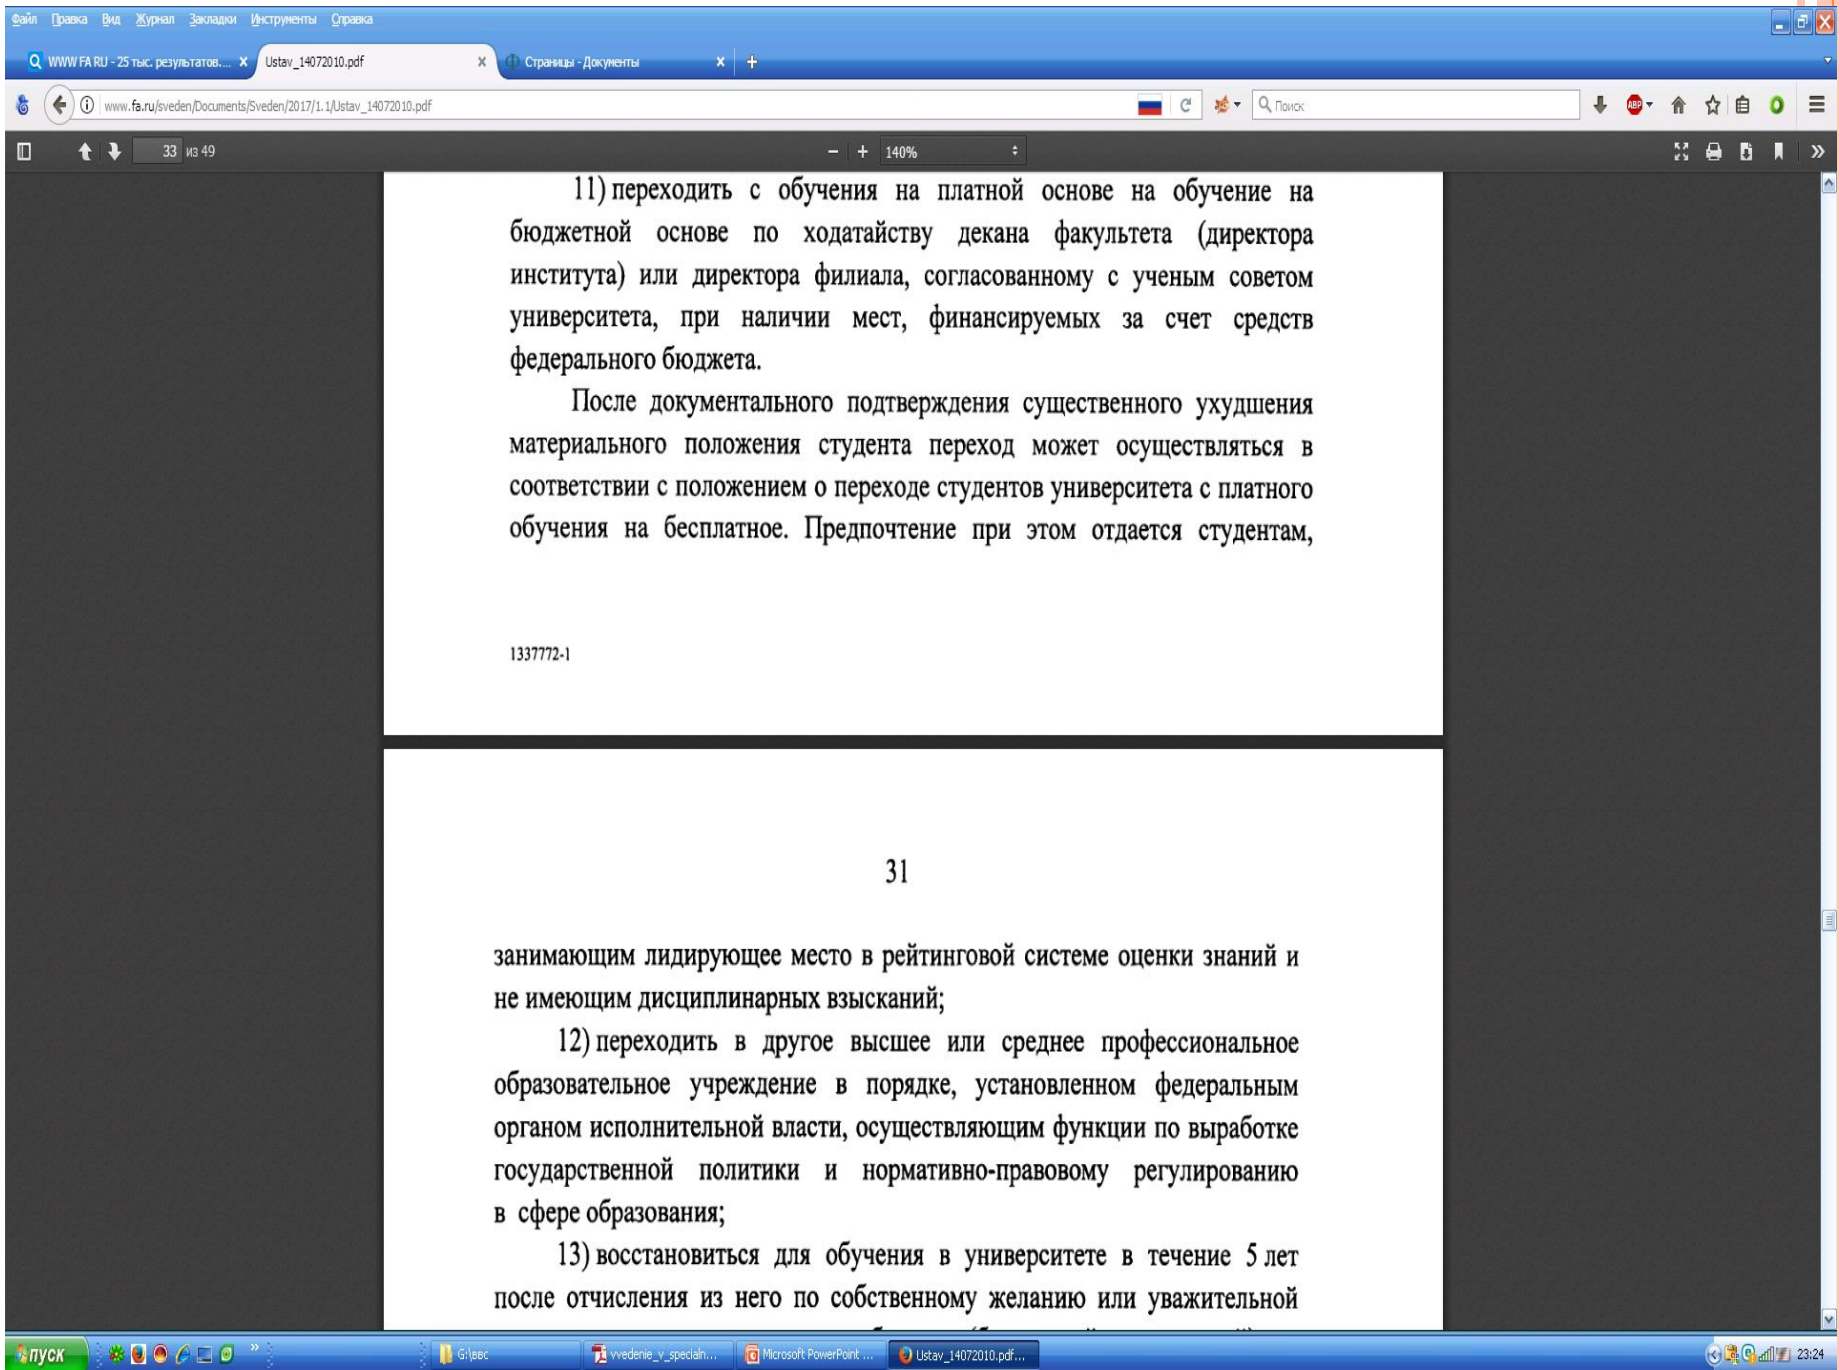 Файл Правка Вид Журнал Закладки Инструменты Справка
WWW FA RU - 25 тыс. результатов.... Ustav_14072010.pdf Страницы - Документы
www.fa.ru/sveden/Documents/Sveden/2017/1.1/Ustav_14072010.pdf Поиск ABP
33 из 49 140%
11) переходить с обучения на платной основе на обучение на
бюджетной основе по ходатайству декана факультета (директора
института) или директора филиала, согласованному с ученым советом
университета, при наличии мест, финансируемых за счет средств
федерального бюджета.
После документального подтверждения существенного ухудшения
материального положения студента переход может осуществляться в
соответствии с положением о переходе студентов университета с платного
обучения на бесплатное. Предпочтение при этом отдается студентам,
1337772-1
31
занимающим лидирующее место в рейтинговой системе оценки знаний и
не имеющим дисциплинарных взысканий;
12) переходить в другое высшее или среднее профессиональное
образовательное учреждение в порядке, установленном федеральным
органом исполнительной власти, осуществляющим функции по выработке
государственной политики и нормативно-правовому регулированию
в сфере образования;
13) восстановиться для обучения в университете в течение 5 лет
после отчисления из него по собственному желанию или уважительной
пуск G:\ввс vvedenie_v_specialn... Microsoft PowerPoint ... Ustav_14072010.pdf... 23:24